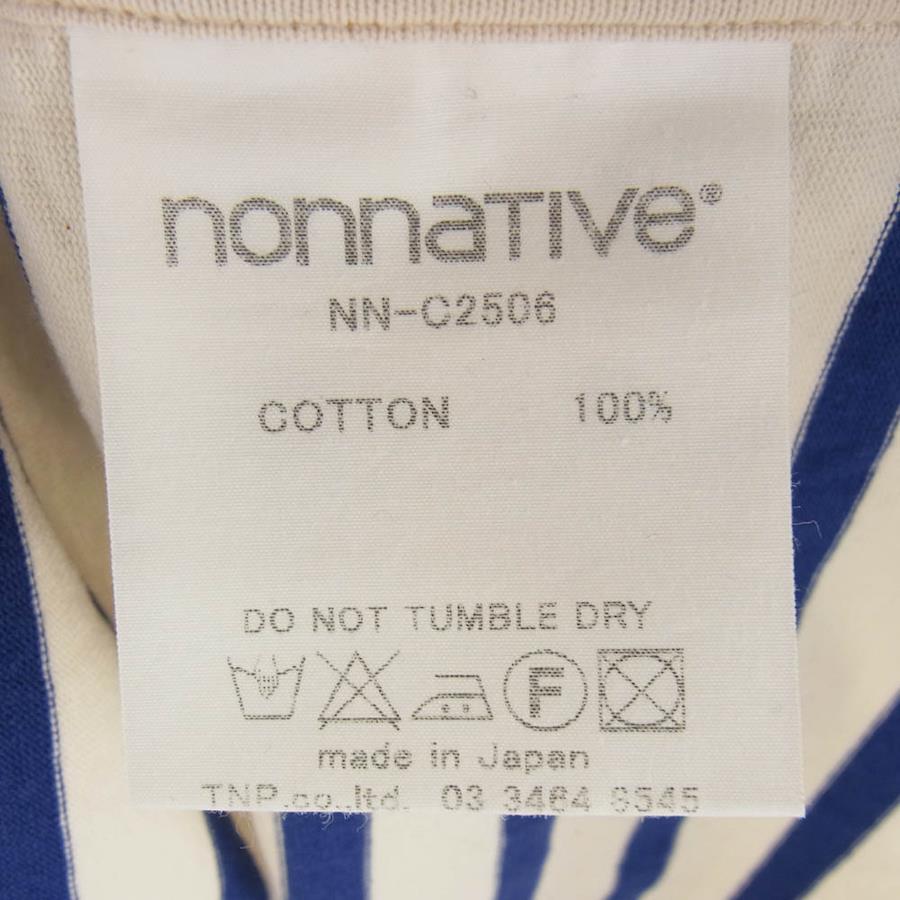 nonnative®
NN-C2506
COTTON 100%
DO NOT TUMBLE DRY
F
made in Japan
TNP.co.,ltd. 03 3464 8545